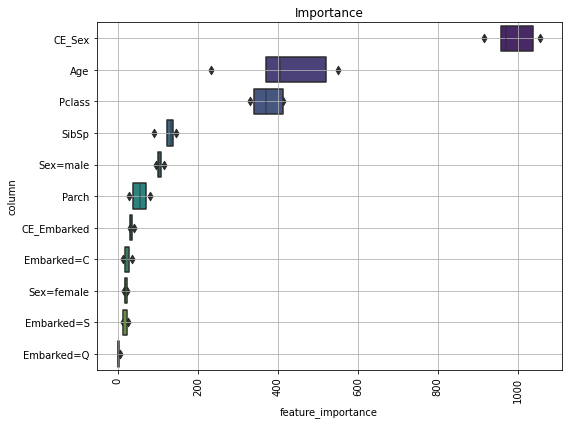 Importance
CE_Sex
Age
Pclass
SibSp
Sex=male
Parch
CE_Embarked
Embarked=C
Sex=female
Embarked=S
Embarked=Q
column
0
200
400
600
800
1000
feature_importance